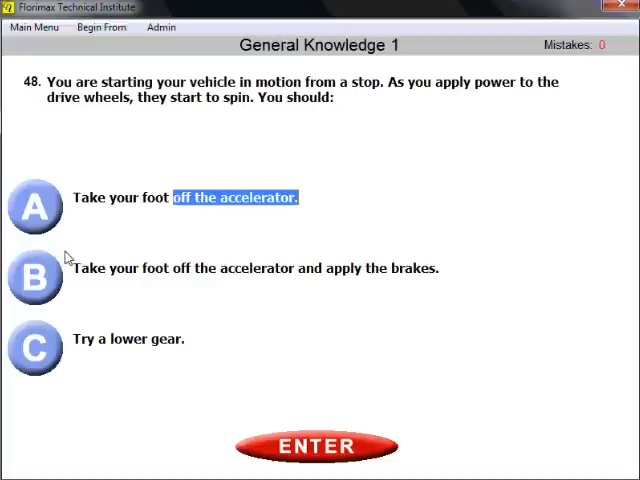 Florimax Technical Institute
Main Menu Begin From Admin
General Knowledge 1 Mistakes: 0
48. You are starting your vehicle in motion from a stop. As you apply power to the
drive wheels, they start to spin. You should:
A Take your foot off the accelerator.
B Take your foot off the accelerator and apply the brakes.
C Try a lower gear.
ENTER